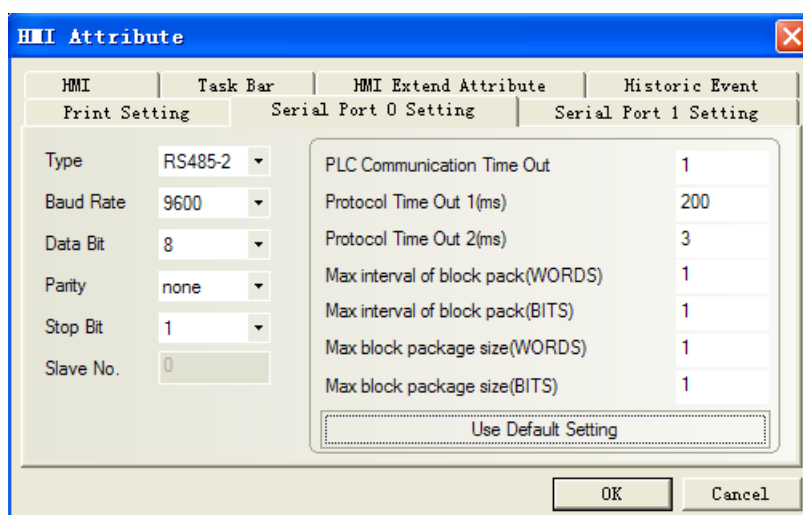 HMI Attribute
HMI Task Bar HMI Extend Attribute Historic Event
Print Setting Serial Port 0 Setting Serial Port 1 Setting
Type RS485-2
Baud Rate 9600
Data Bit 8
Parity none
Stop Bit 1
Slave No. 0
PLC Communication Time Out 1
Protocol Time Out 1(ms) 200
Protocol Time Out 2(ms) 3
Max interval of block pack(WORDS) 1
Max interval of block pack(BITS) 1
Max block package size(WORDS) 1
Max block package size(BITS) 1
Use Default Setting
OK Cancel